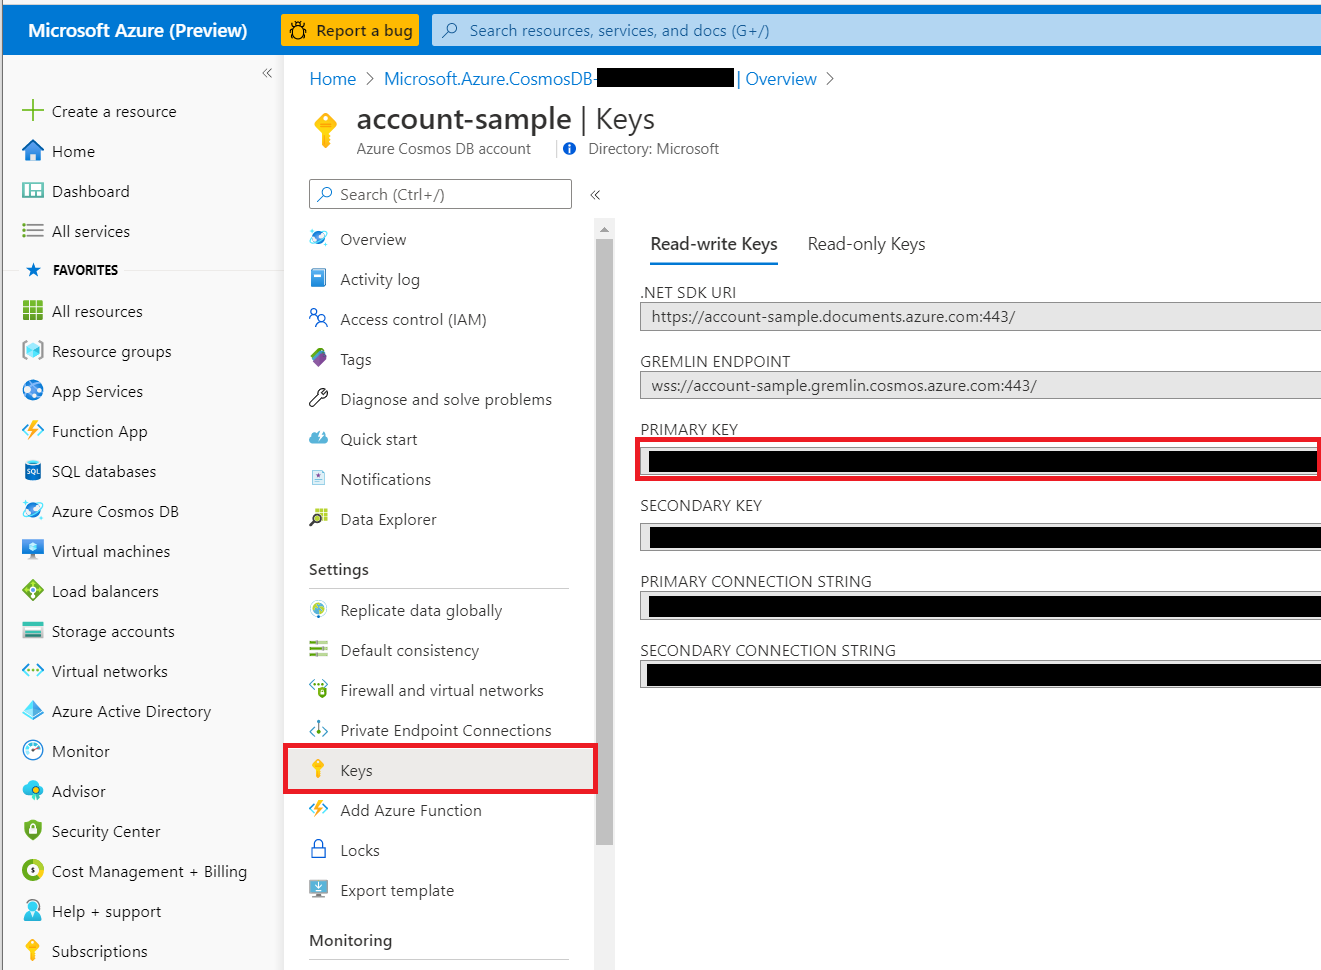 Microsoft Azure (Preview)
Report a bug
Search resources, services, and docs (G+/)
«
Create a resource
Home
Dashboard
All services
FAVORITES
All resources
Resource groups
App Services
Function App
SQL databases
Azure Cosmos DB
Virtual machines
Load balancers
Storage accounts
Virtual networks
Azure Active Directory
Monitor
Advisor
Security Center
Cost Management + Billing
Help + support
Subscriptions
Home > Microsoft.Azure.CosmosDB- | Overview >
account-sample | Keys
Azure Cosmos DB account
Directory: Microsoft
Search (Ctrl+/)
«
Overview
Activity log
Access control (IAM)
Tags
Diagnose and solve problems
Quick start
Notifications
Data Explorer
Settings
Replicate data globally
Default consistency
Firewall and virtual networks
Private Endpoint Connections
Keys
Add Azure Function
Locks
Export template
Monitoring
Read-write Keys
Read-only Keys
.NET SDK URI
https://account-sample.documents.azure.com:443/
GREMLIN ENDPOINT
wss://account-sample.gremlin.cosmos.azure.com:443/
PRIMARY KEY
SECONDARY KEY
PRIMARY CONNECTION STRING
SECONDARY CONNECTION STRING